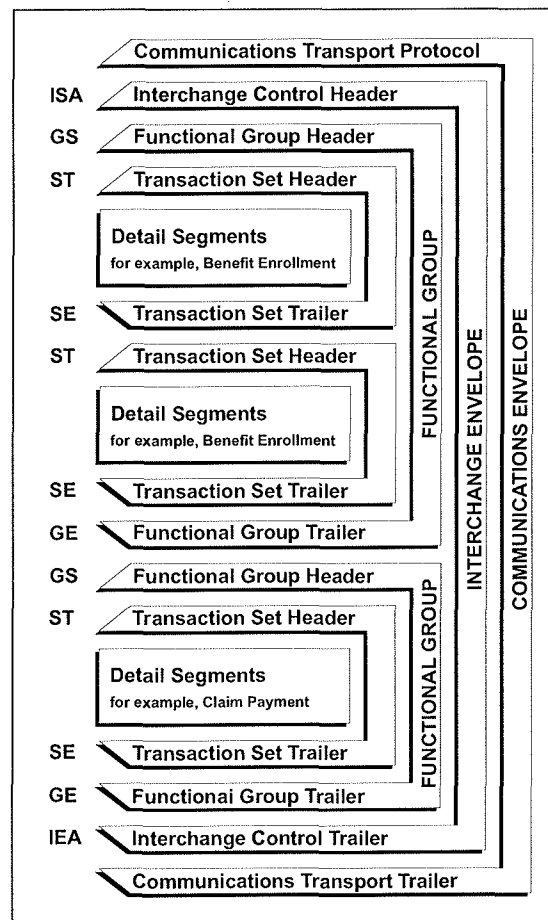 Communications Transport Protocol
ISA Interchange Control Header
GS Functional Group Header
ST Transaction Set Header
Detail Segments
for example, Benefit Enrollment
SE Transaction Set Trailer
ST Transaction Set Header
Detail Segments
for example, Benefit Enrollment
SE Transaction Set Trailer
GE Functional Group Trailer
FUNCTIONAL GROUP
GS Functional Group Header
ST Transaction Set Header
Detail Segments
for example, Claim Payment
SE Transaction Set Trailer
GE Functionai Group Trailer
FUNCTIONAL GROUP
IEA Interchange Control Trailer
INTERCHANGE ENVELOPE
Communications Transport Trailer
COMMUNICATIONS ENVELOPE